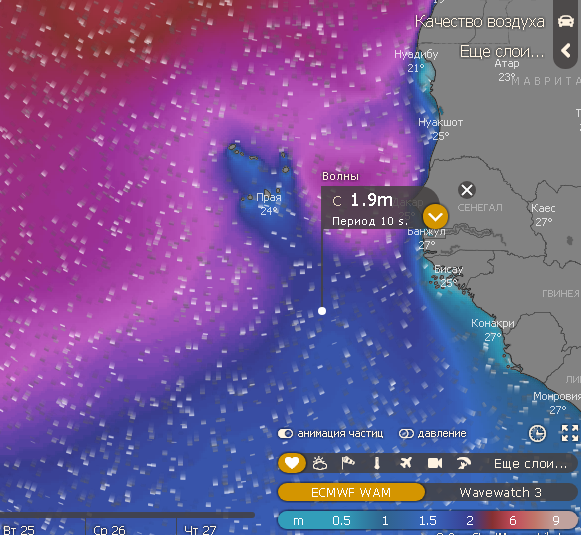 Качество воздуха
Нуадибу
21°
Еще слои...
Атар
23°
МАВРИТА
Нуакшот
25°
Волны
С 1.9m
Период 10 s.
Прая
24°
СЕНЕГАЛ
Каес
27°
Банжул
27°
Бисау
25°
ГВИНЕЯ
Конакри
27°
ЛИ
Монровия
27°
анимация частиц
давление
Еще слои...
ECMWF WAM
Wavewatch 3
m 0.5 1 1.5 2 6 9
Вт 25
Ср 26
Чт 27